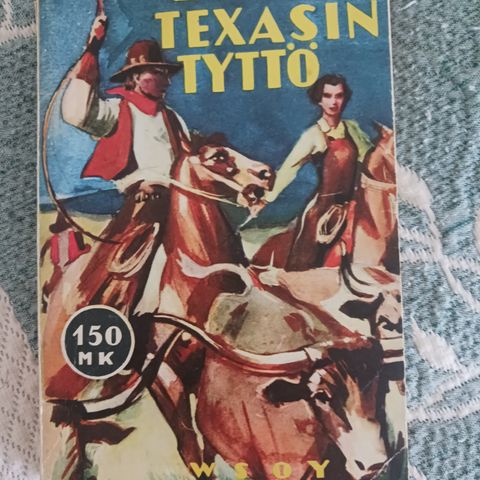 TEXASIN
TYTTÖ
150
MK
WSOY